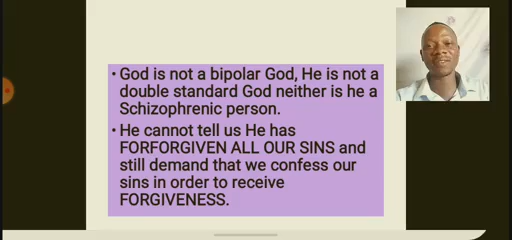 • God is not a bipolar God, He is not a
double standard God neither is he a
Schizophrenic person.
• He cannot tell us He has
FORFORGIVEN ALL OUR SINS and
still demand that we confess our
sins in order to receive
FORGIVENESS.